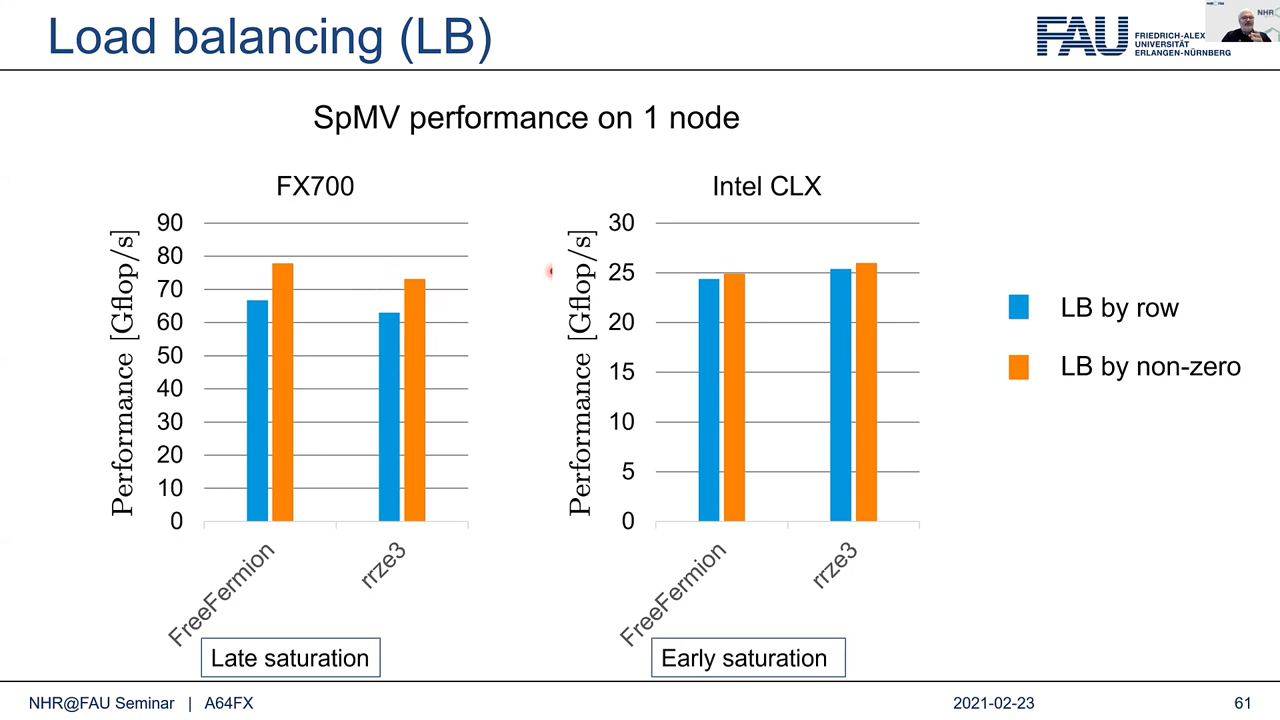 Load balancing (LB)
FAU
FRIEDRICH-ALEX
UNIVERSITÄT
ERLANGEN-NÜRNBERG
NHR
SpMV performance on 1 node
FX700
Performance [Gflop/s]
90
80
70
60
50
40
30
20
10
0
FreeFermion
rrze3
Late saturation
Intel CLX
Performance [Gflop/s]
30
25
20
15
10
5
0
FreeFermion
rrze3
Early saturation
LB by row
LB by non-zero
NHR@FAU Seminar | A64FX
2021-02-23
61